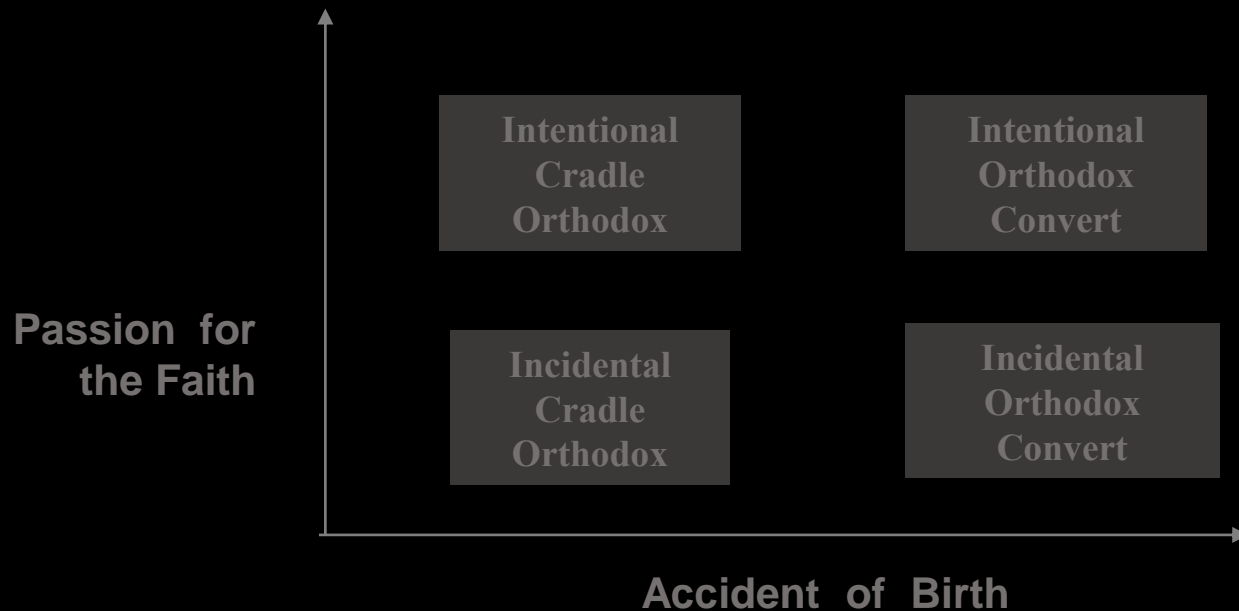 Intentional
Cradle
Orthodox
Intentional
Orthodox
Convert
Passion for
the Faith
Incidental
Cradle
Orthodox
Incidental
Orthodox
Convert
Accident of Birth